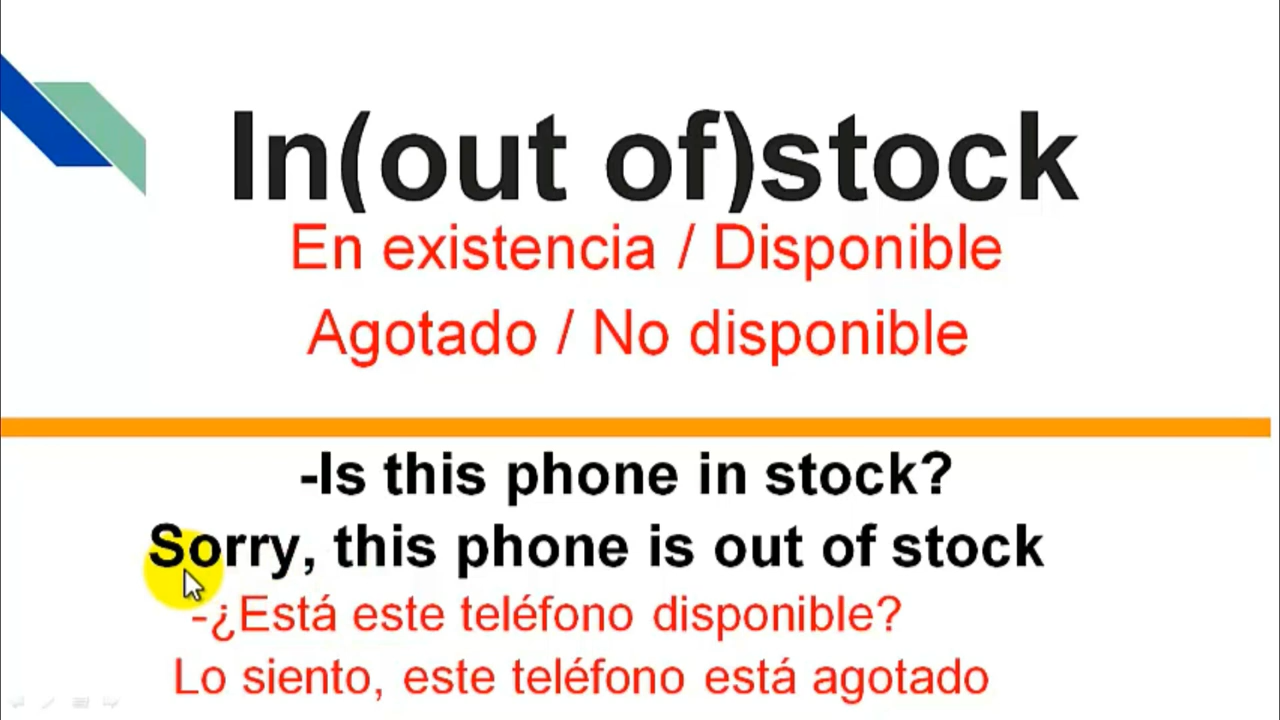 In(out of)stock
En existencia / Disponible
Agotado / No disponible
-Is this phone in stock?
Sorry, this phone is out of stock
-¿Está este teléfono disponible?
Lo siento, este teléfono está agotado